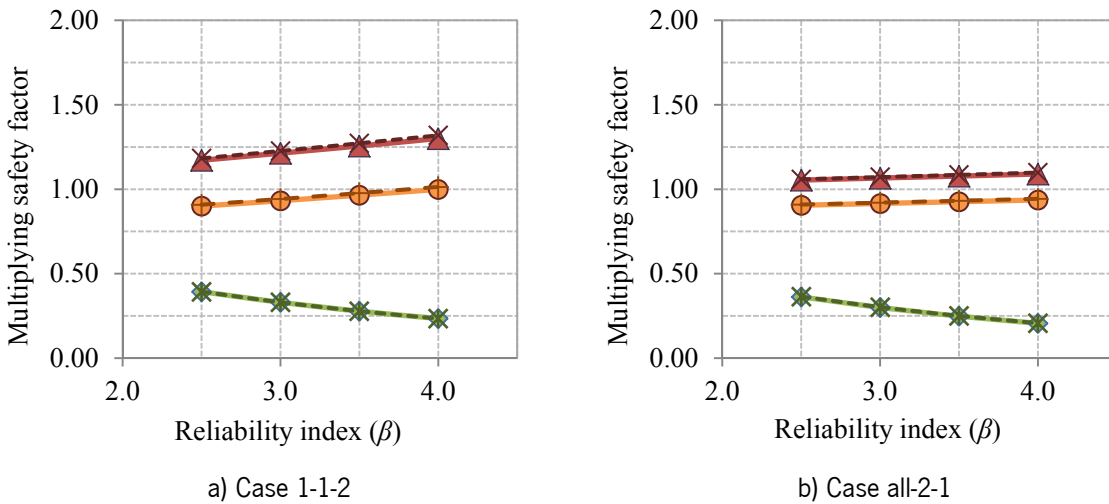 Multiplying safety factor
2.00
1.50
1.00
0.50
0.00
2.0 3.0 4.0
Reliability index (β)
a) Case 1-1-2
Multiplying safety factor
2.00
1.50
1.00
0.50
0.00
2.0 3.0 4.0
Reliability index (β)
b) Case all-2-1